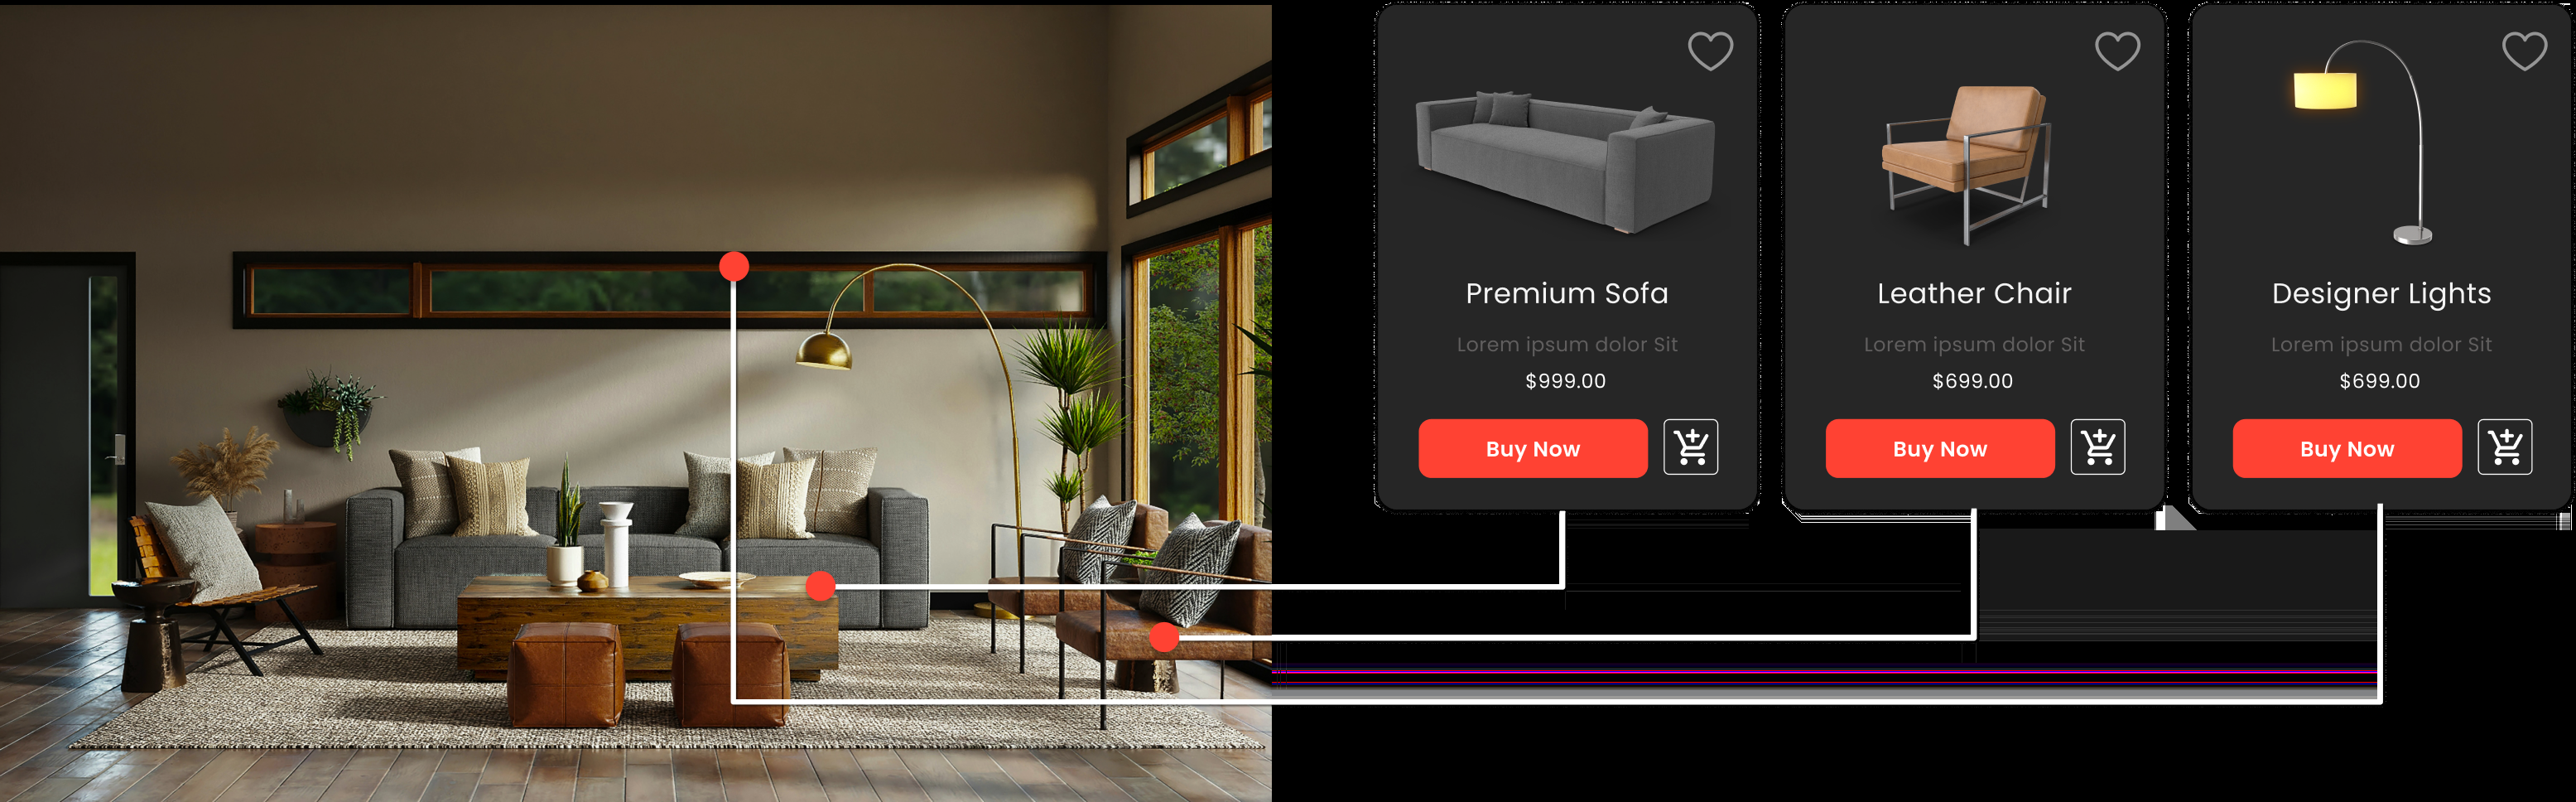 Premium Sofa
Lorem ipsum dolor Sit
$999.00
Buy Now
Leather Chair
Lorem ipsum dolor Sit
$699.00
Buy Now
Designer Lights
Lorem ipsum dolor Sit
$699.00
Buy Now